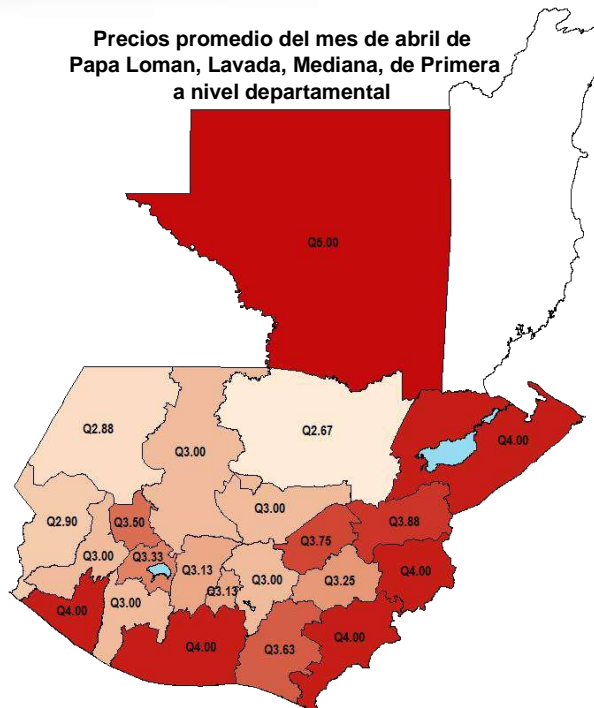 Precios promedio del mes de abril de
Papa Loman, Lavada, Mediana, de Primera
a nivel departamental
Q5.00
Q2.88
Q3.00
Q2.67
Q4.00
Q2.90
Q3.50
Q3.00
Q3.88
Q3.75
Q3.00
Q3.33
Q3.13
Q3.00
Q3.25
Q4.00
Q3.13
Q4.00
Q3.00
Q4.00
Q3.63
Q4.00